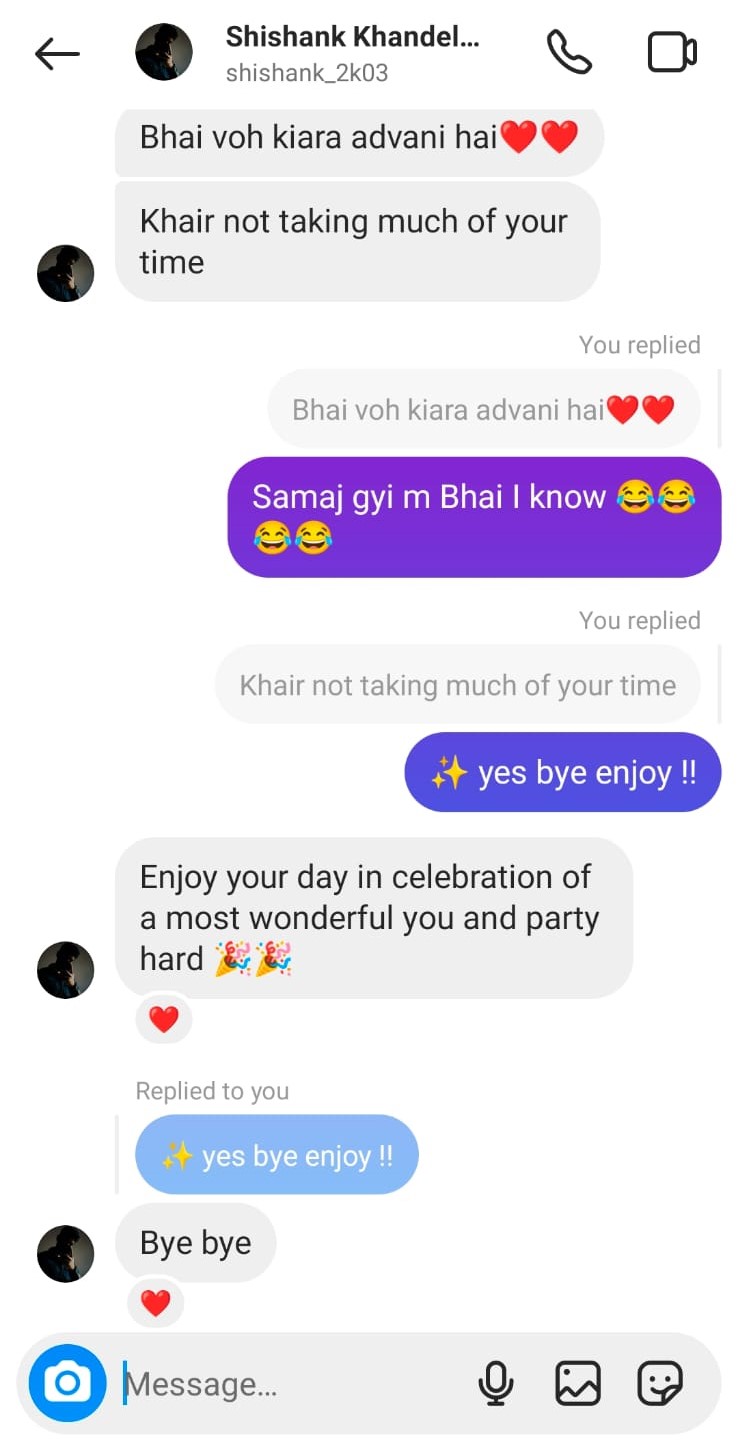 Shishank Khandel...
shishank_2k03
Bhai voh kiara advani hai❤️❤️
Khair not taking much of your
time
You replied
Bhai voh kiara advani hai❤️❤️
Samaj gyi m Bhai I know 😂😂
😂😂
You replied
Khair not taking much of your time
✨ yes bye enjoy !!
Enjoy your day in celebration of
a most wonderful you and party
hard 🎉🎉
❤️
Replied to you
✨ yes bye enjoy !!
Bye bye
❤️
Message...